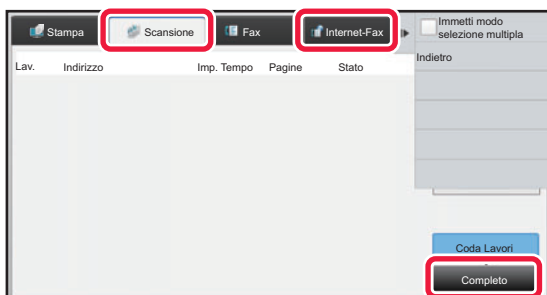 Stampa Scansione Fax Internet-Fax
Immetti modo
selezione multipla
Indietro
Lav. Indirizzo Imp. Tempo Pagine Stato
Coda Lavori
Completo